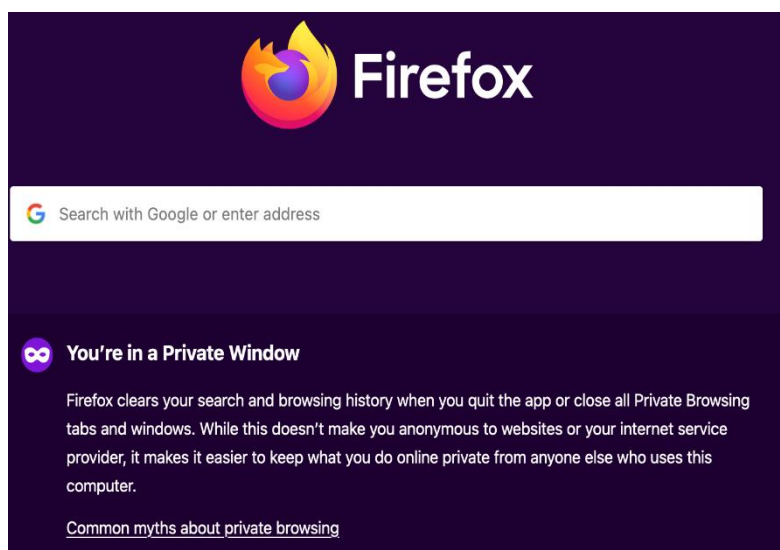 Firefox
Search with Google or enter address
You're in a Private Window
Firefox clears your search and browsing history when you quit the app or close all Private Browsing
tabs and windows. While this doesn't make you anonymous to websites or your internet service
provider, it makes it easier to keep what you do online private from anyone else who uses this
computer.
Common myths about private browsing